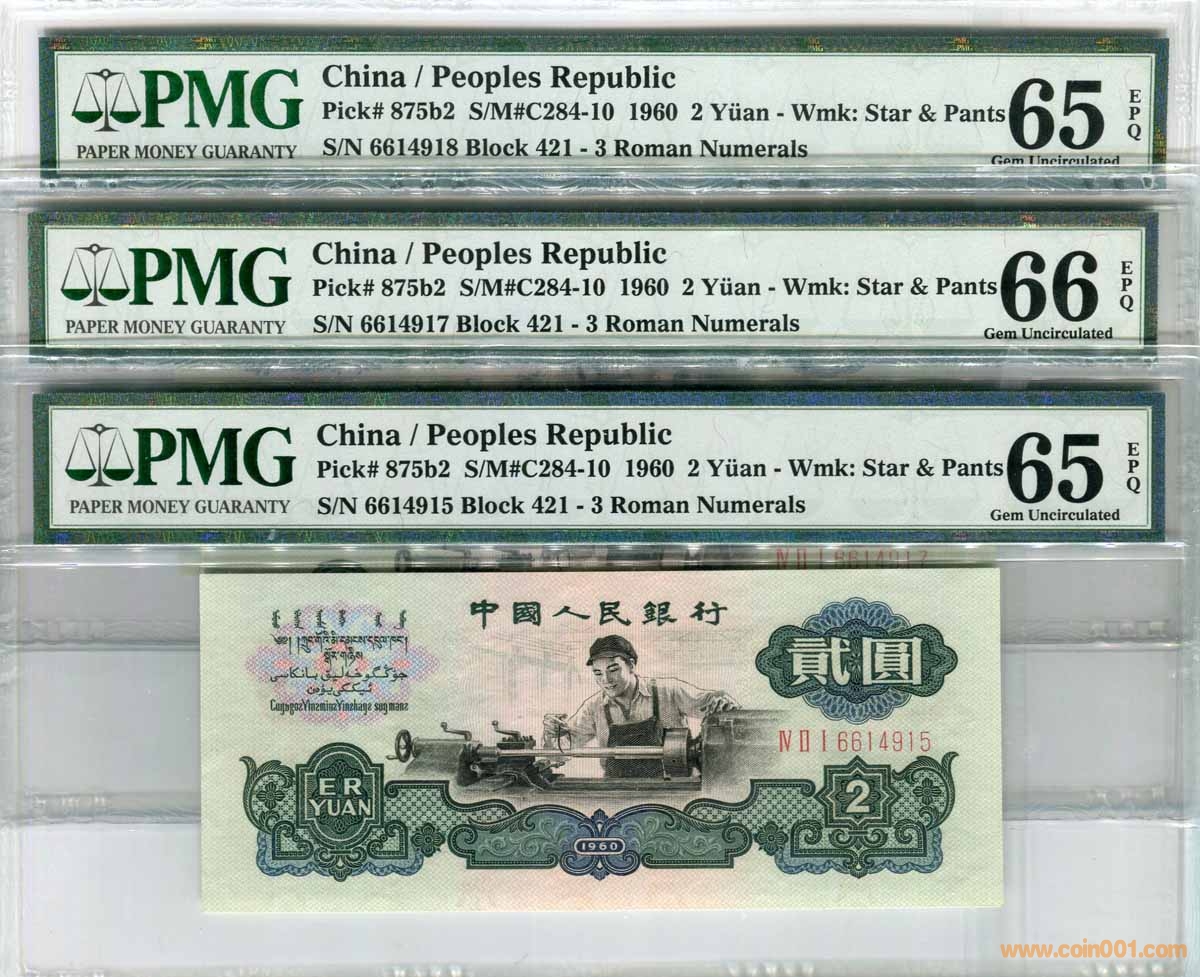 PMG
PAPER MONEY GUARANTY
China / Peoples Republic
Pick# 875b2 S/M#C284-10 1960 2 Yüan - Wmk: Star & Pants
S/N 6614918 Block 421 - 3 Roman Numerals
65
EPQ
Gem Uncirculated
PMG
PAPER MONEY GUARANTY
China / Peoples Republic
Pick# 875b2 S/M#C284-10 1960 2 Yüan - Wmk: Star & Pants
S/N 6614917 Block 421 - 3 Roman Numerals
66
EPQ
Gem Uncirculated
PMG
PAPER MONEY GUARANTY
China / Peoples Republic
Pick# 875b2 S/M#C284-10 1960 2 Yüan - Wmk: Star & Pants
S/N 6614915 Block 421 - 3 Roman Numerals
65
EPQ
Gem Uncirculated
IV II I 6614917
中國人民銀行
貳圓
IV II I 6614915
E.R
YUAN
2
1960
www.coin001.com